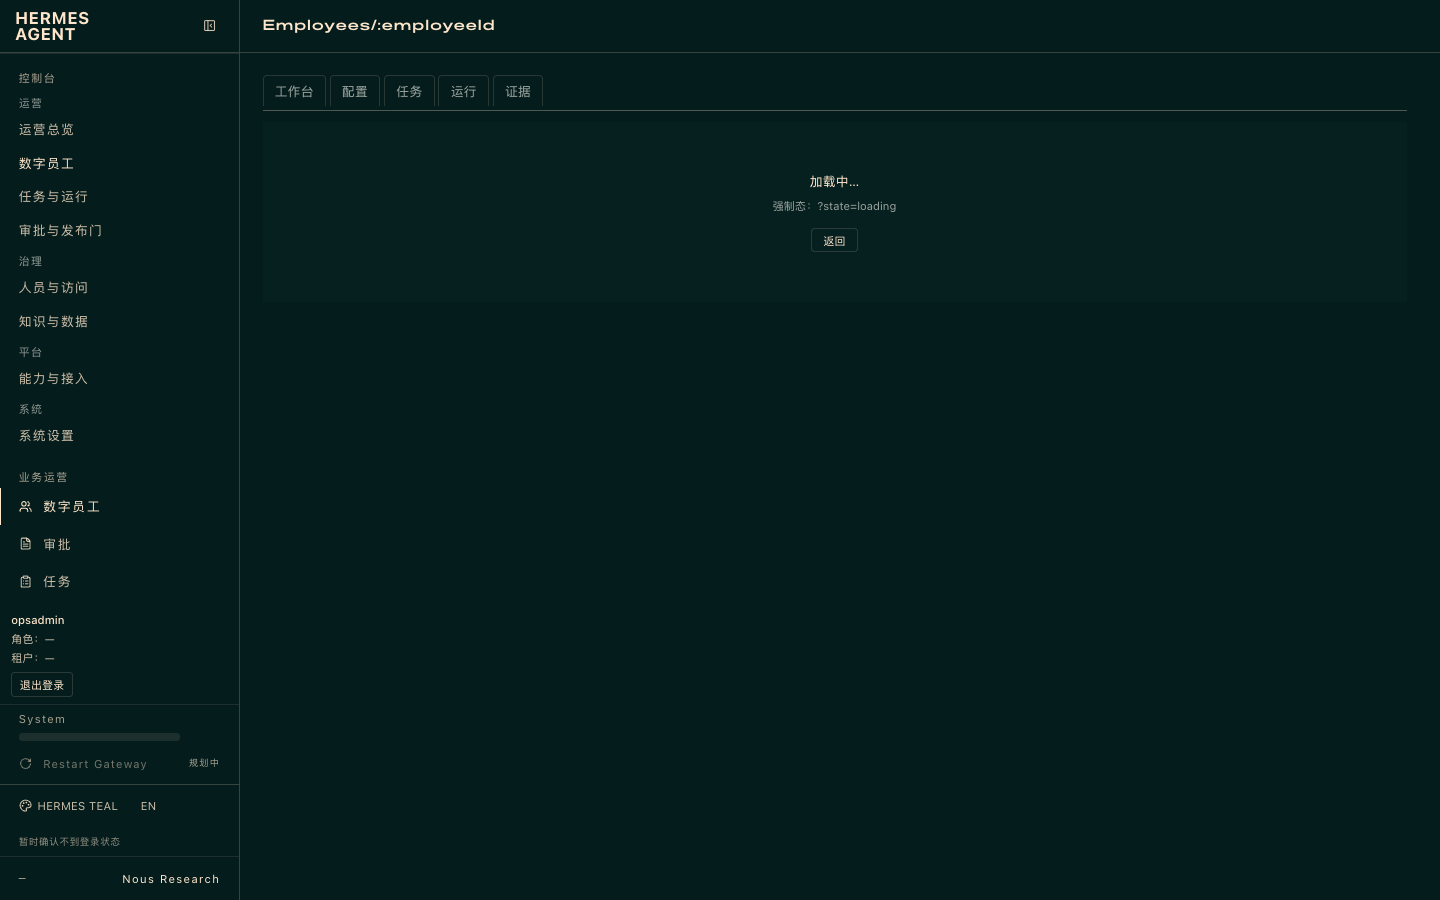 HERMES
AGENT
控制台
运营
运营总览
数字员工
任务与运行
审批与发布门
治理
人员与访问
知识与数据
平台
能力与接入
系统
系统设置
业务运营
数字员工
审批
任务
opsadmin
角色：—
租户：—
退出登录
System
Restart Gateway 规划中
HERMES TEAL EN
暂时确认不到登录状态
— Nous Research
Employees/:employeeId
工作台 配置 任务 运行 证据
加载中…
强制态：?state=loading
返回